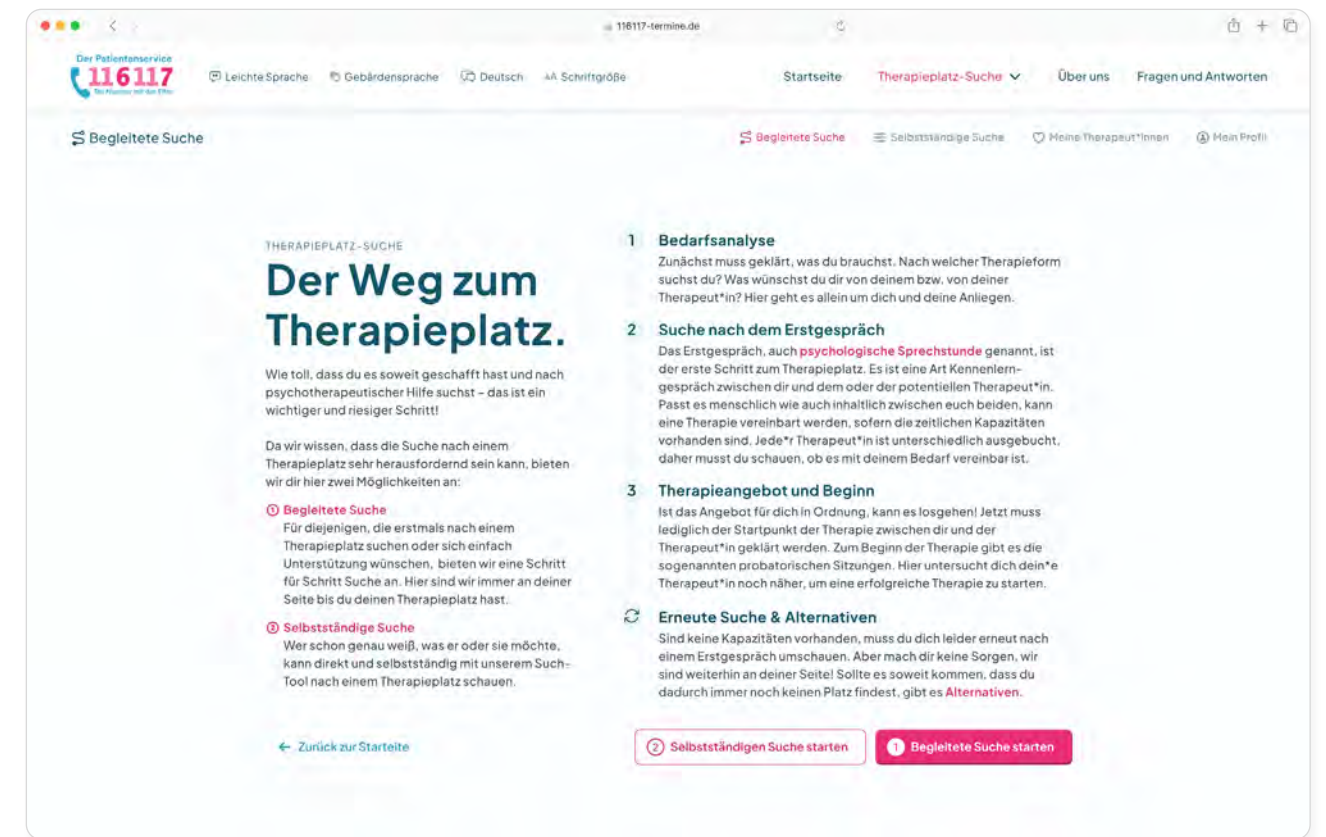 116117-termine.de
Der Patientenservice
116117
Die Nummer mit den Elfen
Leichte Sprache
Gebärdensprache
Deutsch
AA Schriftgröße
Startseite
Therapieplatz-Suche
Über uns
Fragen und Antworten
Begleitete Suche
Begleitete Suche
Selbstständige Suche
Meine Therapeut*innen
Mein Profil
THERAPIEPLATZ-SUCHE
Der Weg zum
Therapieplatz.
Wie toll, dass du es soweit geschafft hast und nach
psychotherapeutischer Hilfe suchst – das ist ein
wichtiger und riesiger Schritt!
Da wir wissen, dass die Suche nach einem
Therapieplatz sehr herausfordernd sein kann, bieten
wir dir hier zwei Möglichkeiten an:
1 Begleitete Suche
Für diejenigen, die erstmals nach einem
Therapieplatz suchen oder sich einfach
Unterstützung wünschen, bieten wir eine Schritt
für Schritt Suche an. Hier sind wir immer an deiner
Seite bis du deinen Therapieplatz hast.
2 Selbstständige Suche
Wer schon genau weiß, was er oder sie möchte,
kann direkt und selbstständig mit unserem Such-
Tool nach einem Therapieplatz schauen.
← Zurück zur Starteite
1 Bedarfsanalyse
Zunächst muss geklärt, was du brauchst. Nach welcher Therapieform
suchst du? Was wünschst du dir von deinem bzw. von deiner
Therapeut*in? Hier geht es allein um dich und deine Anliegen.
2 Suche nach dem Erstgespräch
Das Erstgespräch, auch psychologische Sprechstunde genannt, ist
der erste Schritt zum Therapieplatz. Es ist eine Art Kennenlern-
gespräch zwischen dir und dem oder der potentiellen Therapeut*in.
Passt es menschlich wie auch inhaltlich zwischen euch beiden, kann
eine Therapie vereinbart werden, sofern die zeitlichen Kapazitäten
vorhanden sind. Jede*r Therapeut*in ist unterschiedlich ausgebucht,
daher musst du schauen, ob es mit deinem Bedarf vereinbar ist.
3 Therapieangebot und Beginn
Ist das Angebot für dich in Ordnung, kann es losgehen! Jetzt muss
lediglich der Startpunkt der Therapie zwischen dir und der
Therapeut*in geklärt werden. Zum Beginn der Therapie gibt es die
sogenannten probatorischen Sitzungen. Hier untersucht dich dein*e
Therapeut*in noch näher, um eine erfolgreiche Therapie zu starten.
Erneute Suche & Alternativen
Sind keine Kapazitäten vorhanden, muss du dich leider erneut nach
einem Erstgespräch umschauen. Aber mach dir keine Sorgen, wir
sind weiterhin an deiner Seite! Sollte es soweit kommen, dass du
dadurch immer noch keinen Platz findest, gibt es Alternativen.
2 Selbstständigen Suche starten
1 Begleitete Suche starten